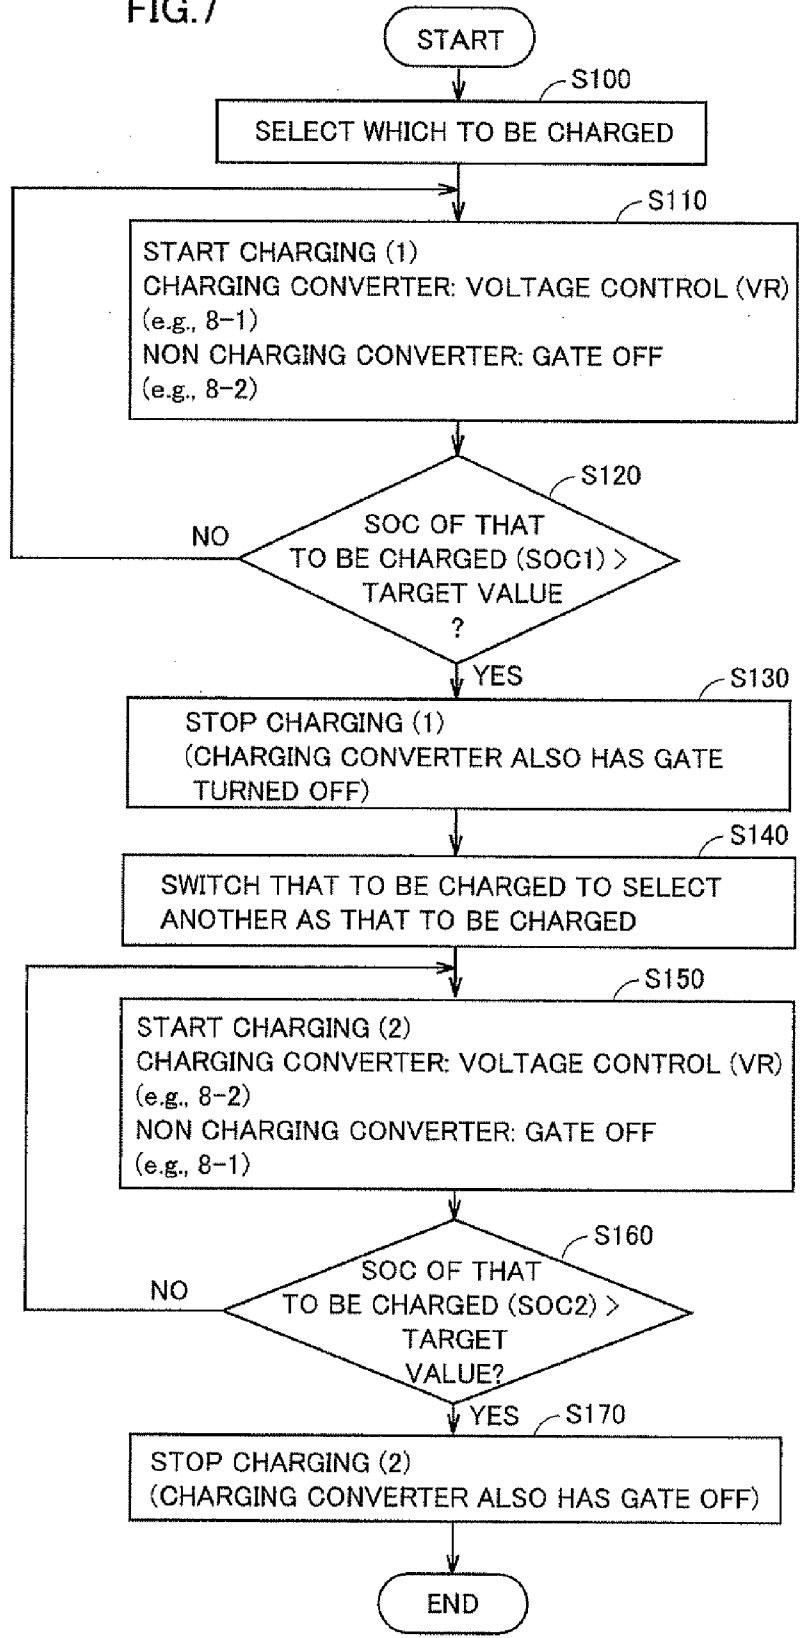 FIG.7
START
S100
SELECT WHICH TO BE CHARGED
S110
START CHARGING (1)
CHARGING CONVERTER: VOLTAGE CONTROL (VR)
(e.g., 8-1)
NON CHARGING CONVERTER: GATE OFF
(e.g., 8-2)
S120
SOC OF THAT
TO BE CHARGED (SOC1) >
TARGET VALUE
?
NO
YES
S130
STOP CHARGING (1)
(CHARGING CONVERTER ALSO HAS GATE
TURNED OFF)
S140
SWITCH THAT TO BE CHARGED TO SELECT
ANOTHER AS THAT TO BE CHARGED
S150
START CHARGING (2)
CHARGING CONVERTER: VOLTAGE CONTROL (VR)
(e.g., 8-2)
NON CHARGING CONVERTER: GATE OFF
(e.g., 8-1)
S160
SOC OF THAT
TO BE CHARGED (SOC2) >
TARGET
VALUE?
NO
YES
S170
STOP CHARGING (2)
(CHARGING CONVERTER ALSO HAS GATE OFF)
END